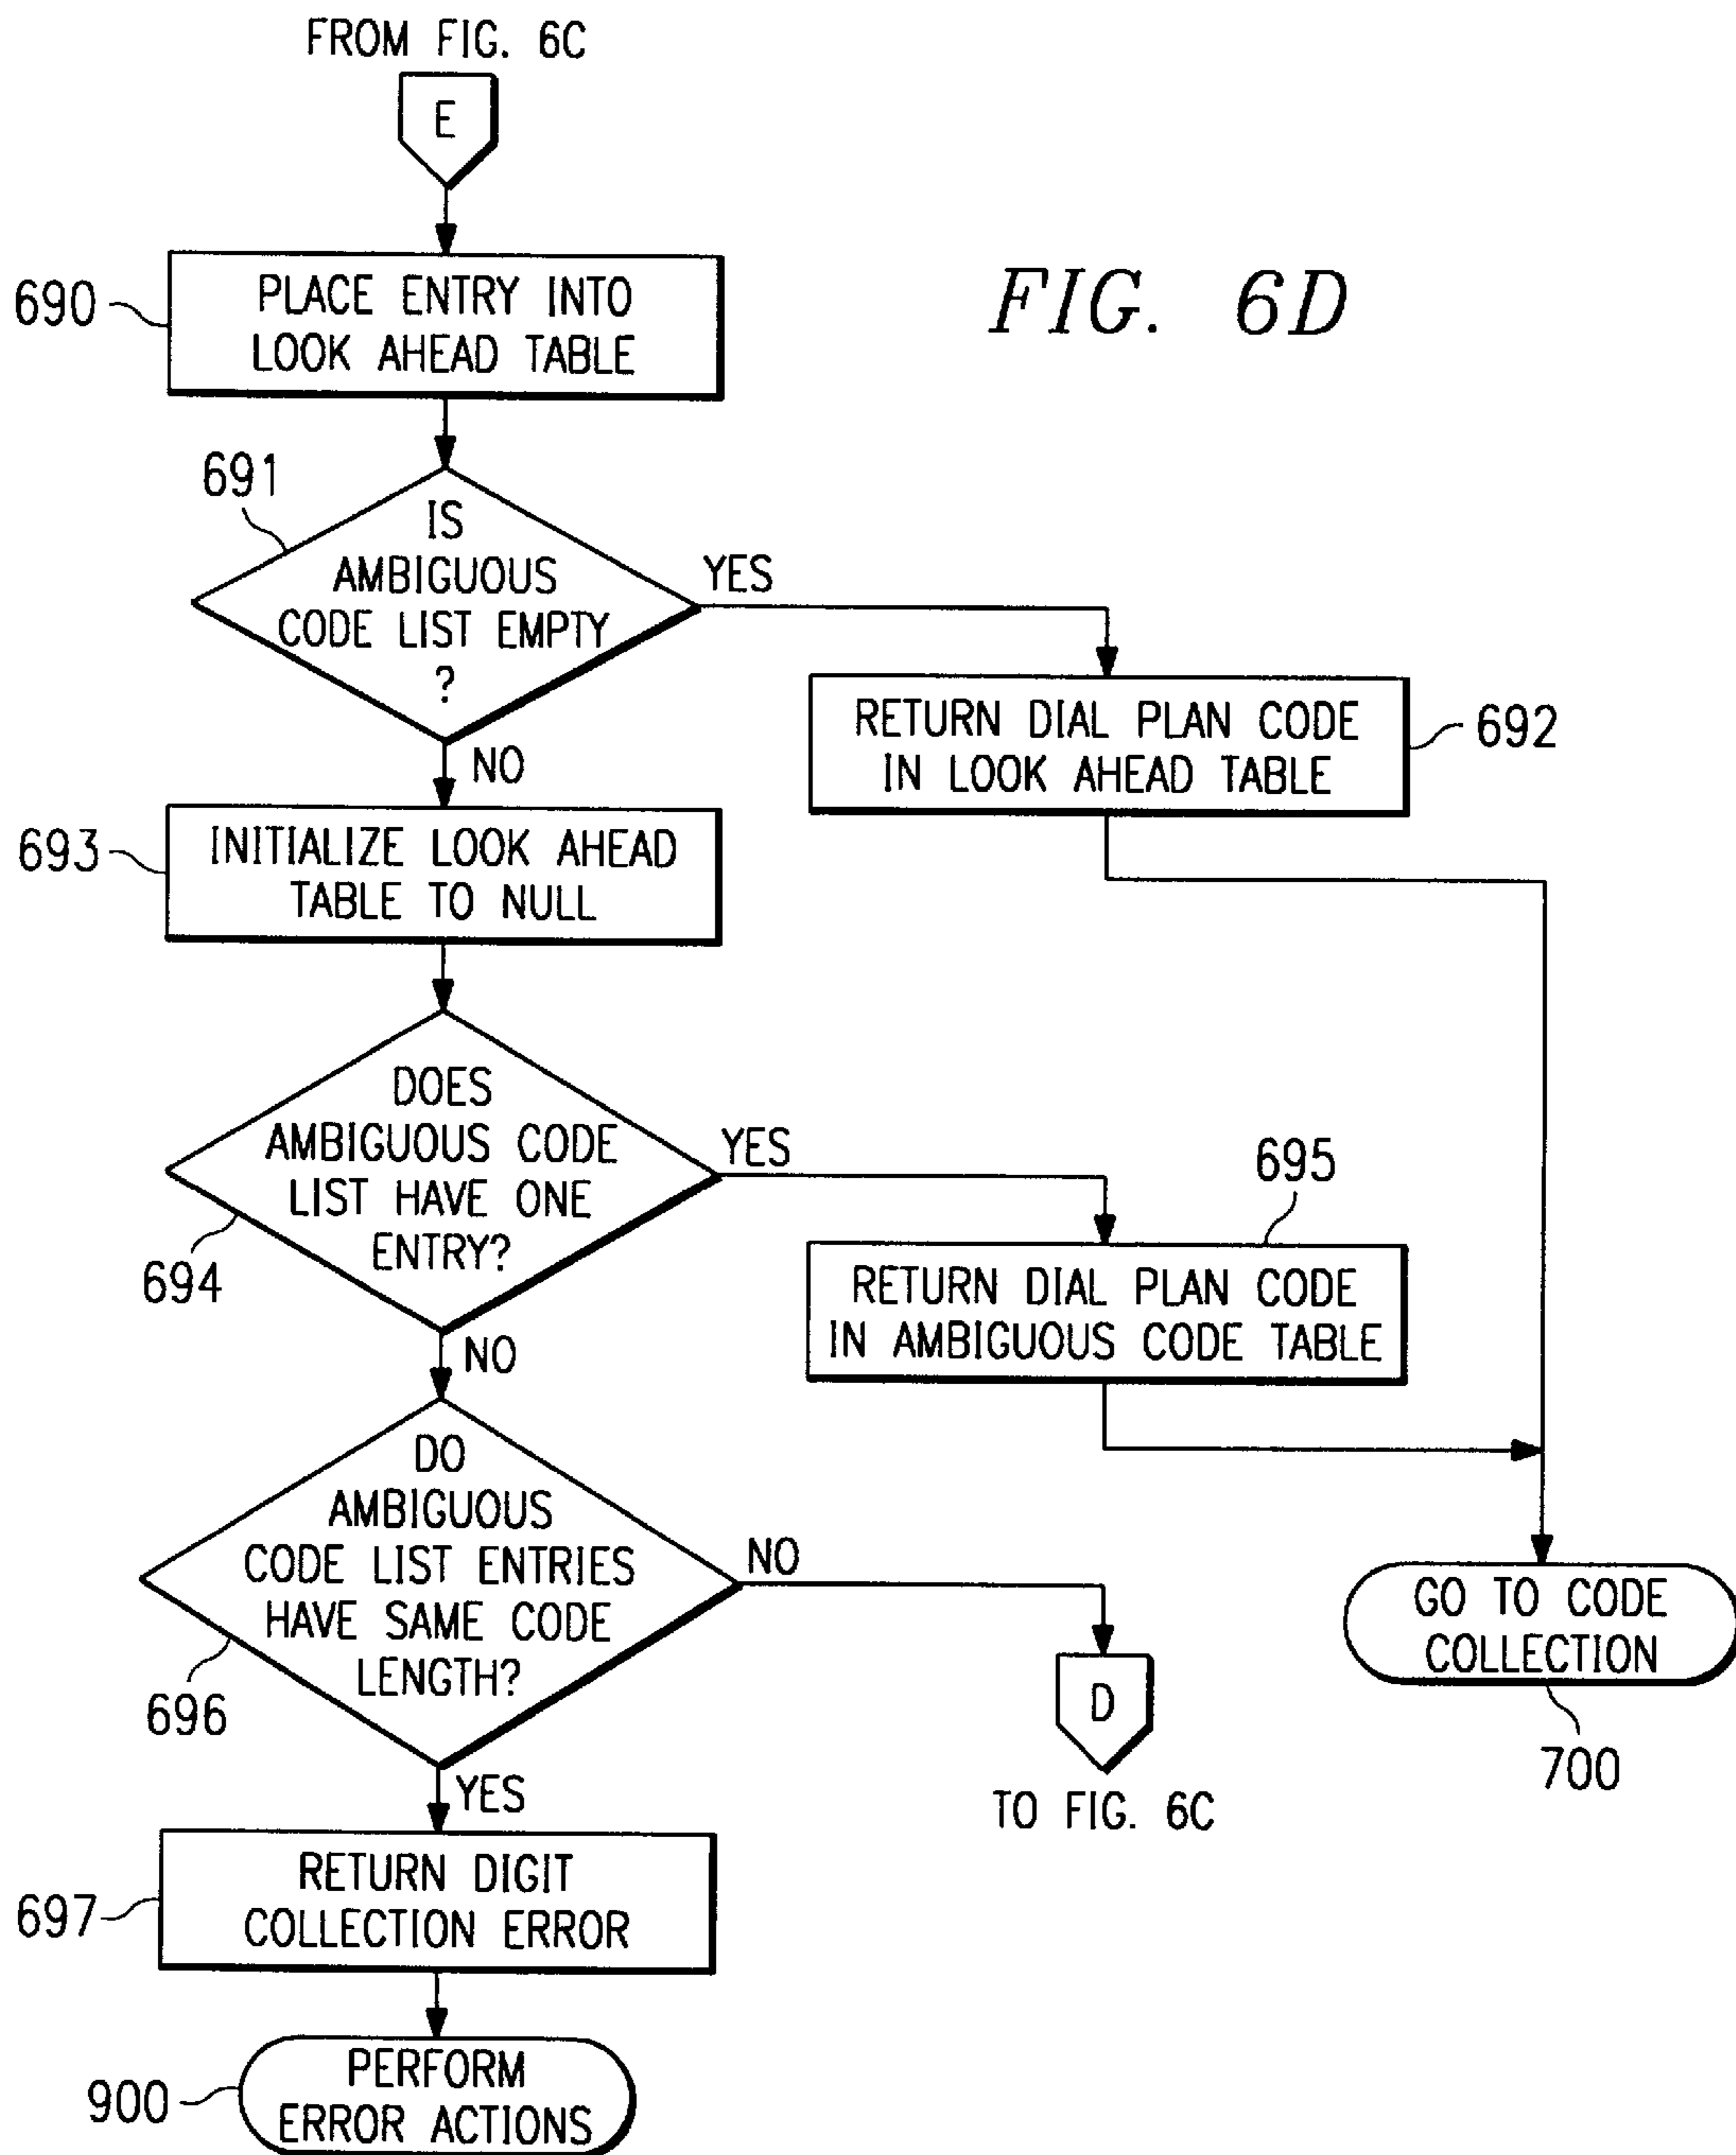 FROM FIG. 6C
E
690
PLACE ENTRY INTO
LOOK AHEAD TABLE
FIG. 6D
691
IS
AMBIGUOUS
CODE LIST EMPTY
?
YES
NO
RETURN DIAL PLAN CODE
IN LOOK AHEAD TABLE
692
693
INITIALIZE LOOK AHEAD
TABLE TO NULL
DOES
AMBIGUOUS CODE
LIST HAVE ONE
ENTRY?
694
YES
NO
695
RETURN DIAL PLAN CODE
IN AMBIGUOUS CODE TABLE
DO
AMBIGUOUS
CODE LIST ENTRIES
HAVE SAME CODE
LENGTH?
696
NO
YES
D
TO FIG. 6C
GO TO CODE
COLLECTION
700
697
RETURN DIGIT
COLLECTION ERROR
900
PERFORM
ERROR ACTIONS